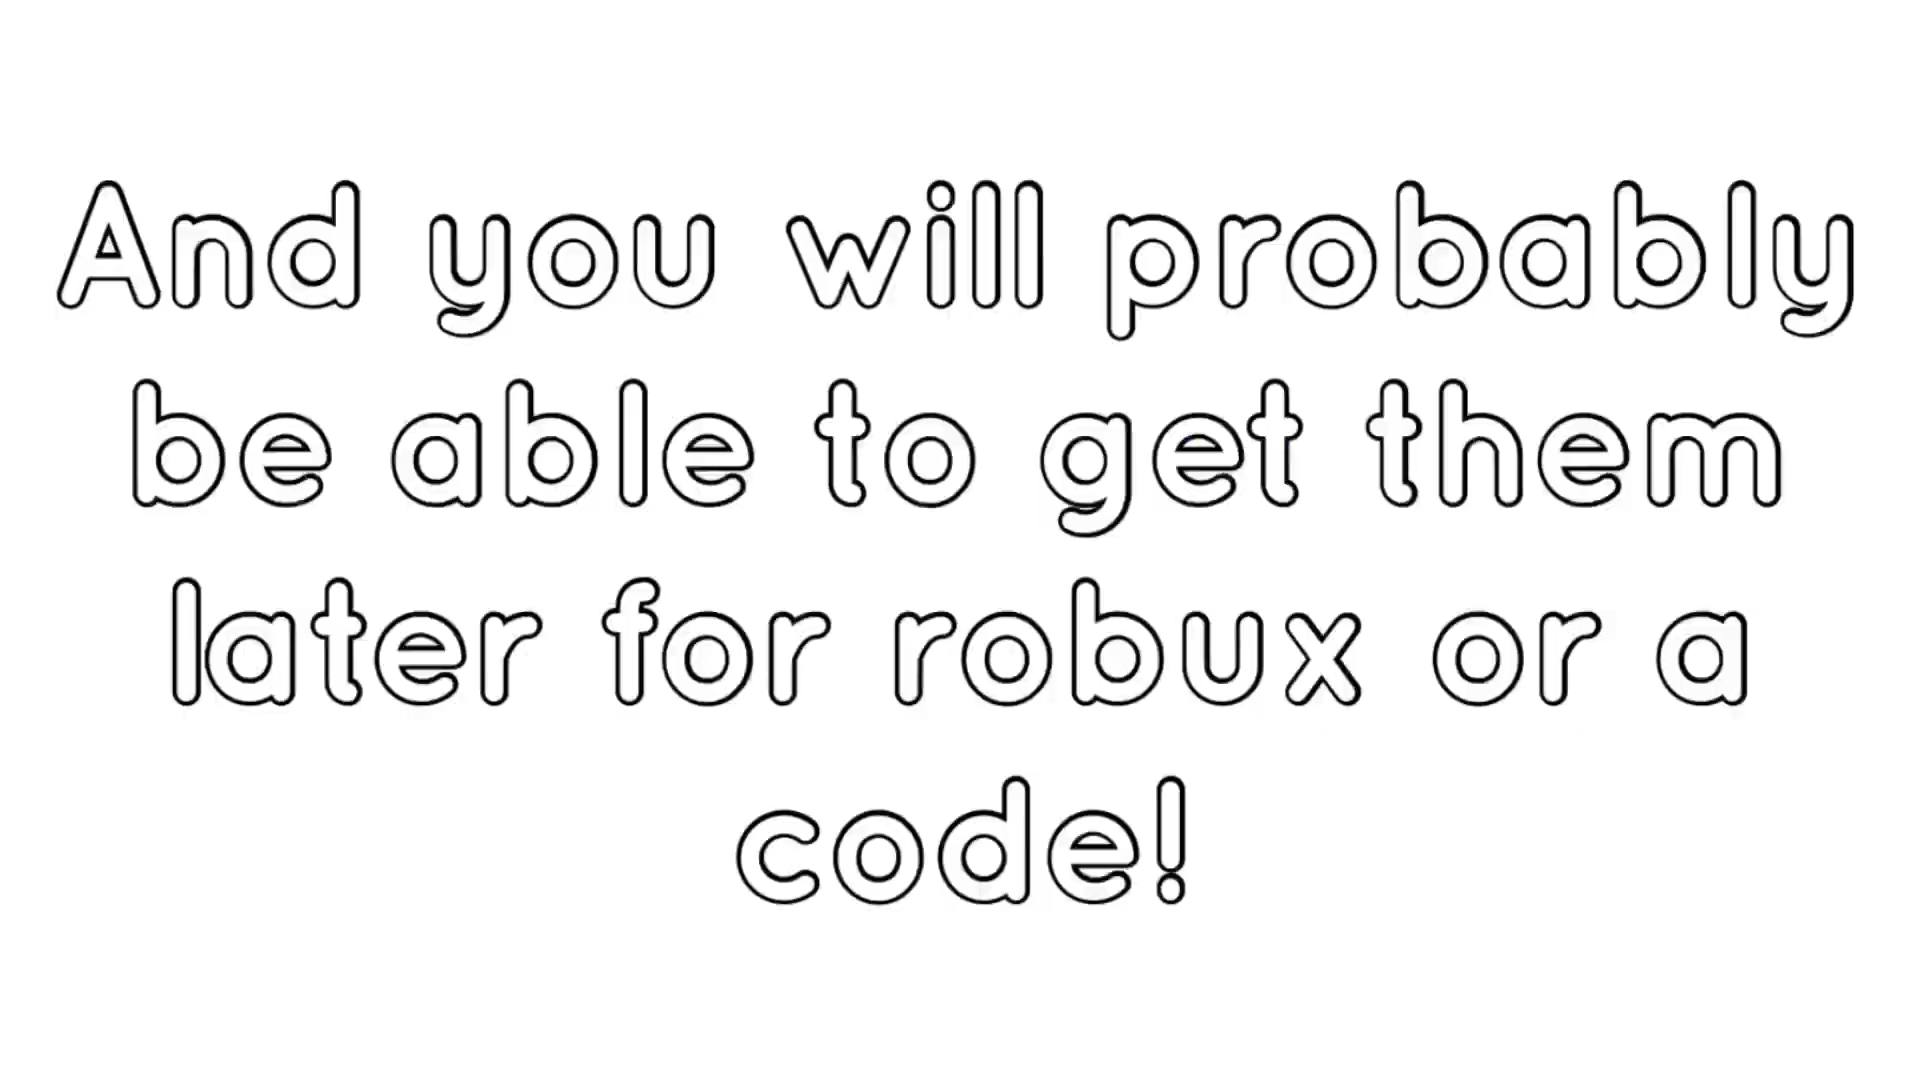 And you will probably
be able to get them
later for robux or a
code!